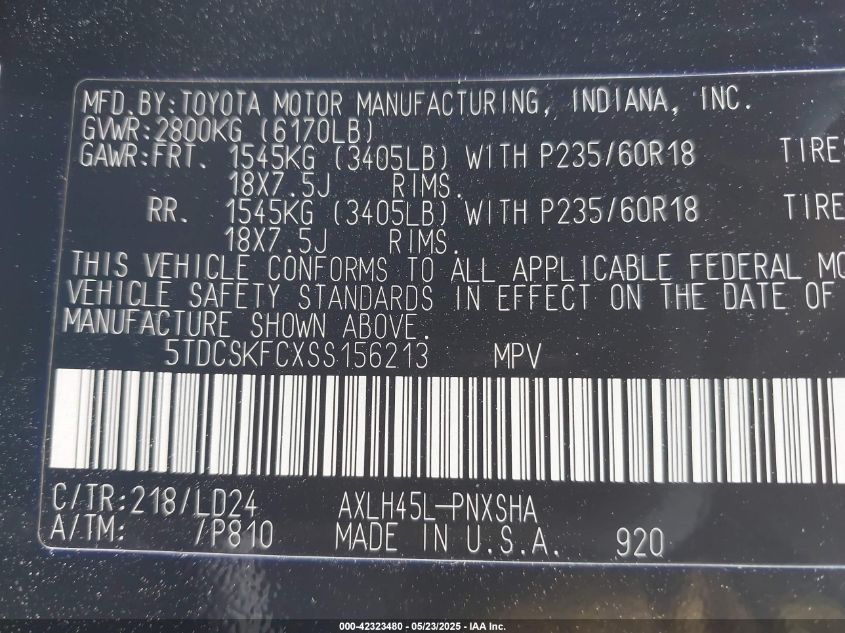 MFD.BY:TOYOTA MOTOR MANUFACTURING, INDIANA, INC.
GVWR:2800KG (6170LB)
GAWR:FRT. 1545KG (3405LB) WITH P235/60R18 TIRES
18X7.5J RIMS.
RR. 1545KG (3405LB) WITH P235/60R18 TIRE
18X7.5J RIMS.
THIS VEHICLE CONFORMS TO ALL APPLICABLE FEDERAL MO
VEHICLE SAFETY STANDARDS IN EFFECT ON THE DATE OF
MANUFACTURE SHOWN ABOVE.
5TDCSKFCXSS156213 MPV
C/TR:218/LD24 AXLH45L-PNXSHA
A/TM: /P810 MADE IN U.S.A. 920
000-42323480 - 05/23/2025 - IAA Inc.